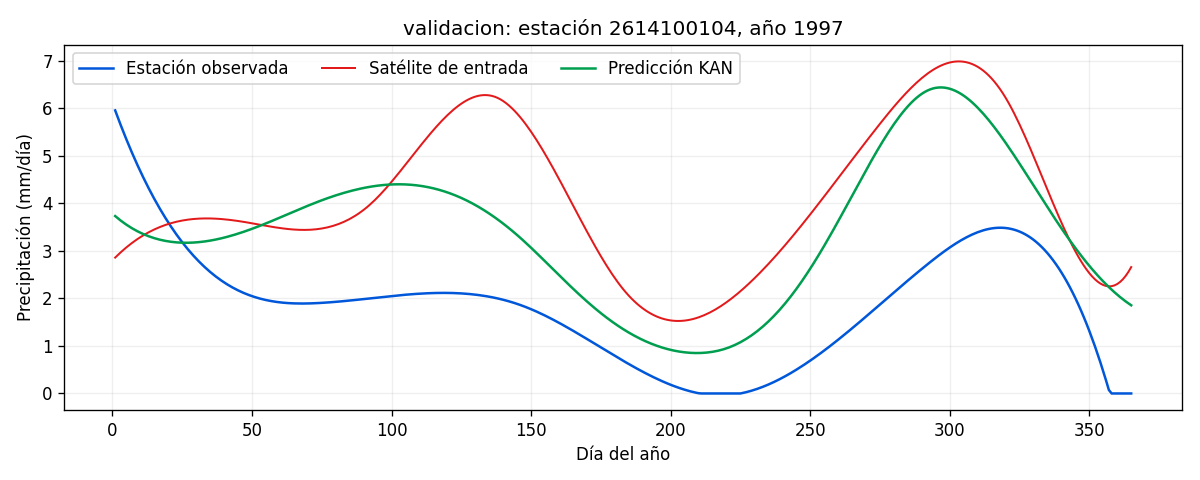 validacion: estación 2614100104, año 1997
Estación observada
Satélite de entrada
Predicción KAN
Precipitación (mm/día)
7
6
5
4
3
2
1
0
0 50 100 150 200 250 300 350
Día del año